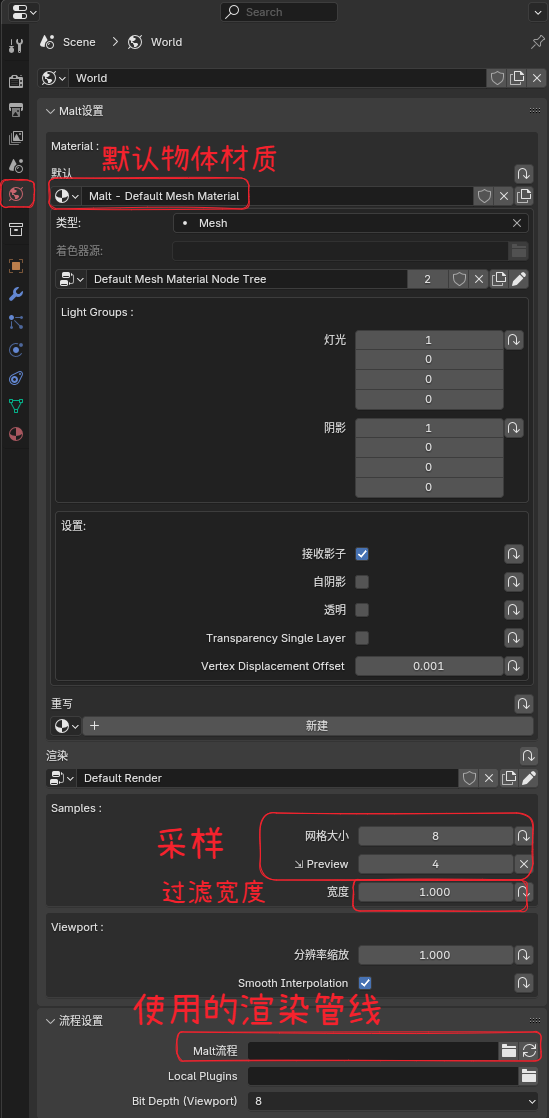 Search
Scene
World
World
Malt设置
Material :
默认物体材质
默认
Malt - Default Mesh Material
类型:
Mesh
着色器源:
Default Mesh Material Node Tree
2
Light Groups :
灯光
1
0
0
0
阴影
1
0
0
0
设置:
接收影子
自阴影
透明
Transparency Single Layer
Vertex Displacement Offset
0.001
重写
新建
渲染
Default Render
Samples :
采样
网格大小
8
Preview
4
过滤宽度
宽度
1.000
Viewport :
分辨率缩放
1.000
Smooth Interpolation
使用的渲染管线
流程设置
Malt流程
Local Plugins
Bit Depth (Viewport)
8